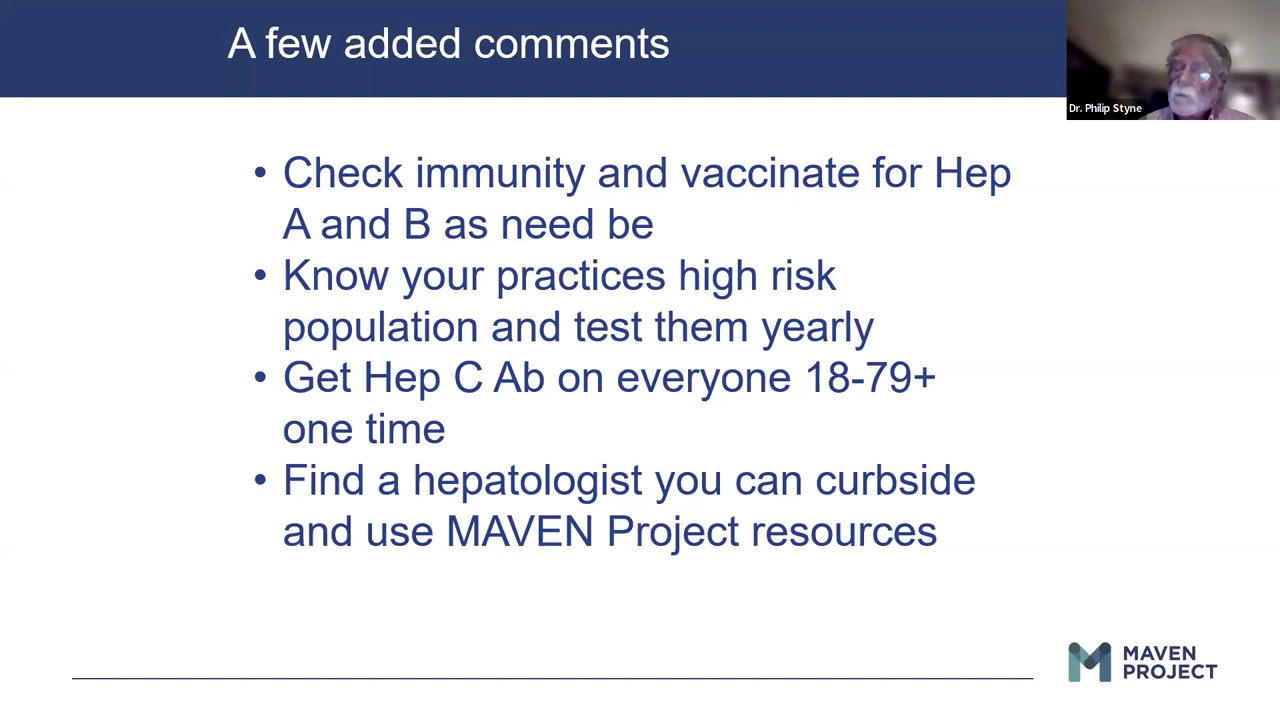 A few added comments
Dr. Philip Styne
• Check immunity and vaccinate for Hep
A and B as need be
• Know your practices high risk
population and test them yearly
• Get Hep C Ab on everyone 18-79+
one time
• Find a hepatologist you can curbside
and use MAVEN Project resources
MAVEN
PROJECT